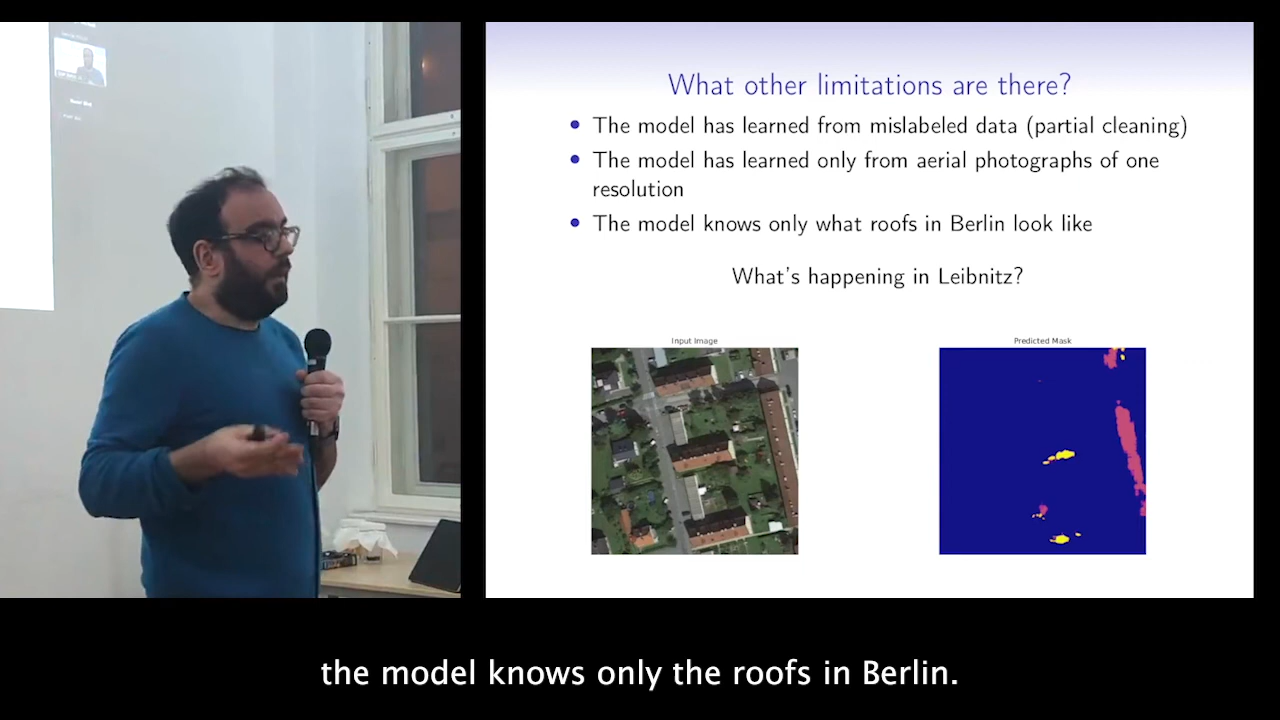 What other limitations are there?
The model has learned from mislabeled data (partial cleaning)
The model has learned only from aerial photographs of one
resolution
The model knows only what roofs in Berlin look like
What's happening in Leibnitz?
Input Image
Predicted Mask
the model knows only the roofs in Berlin.